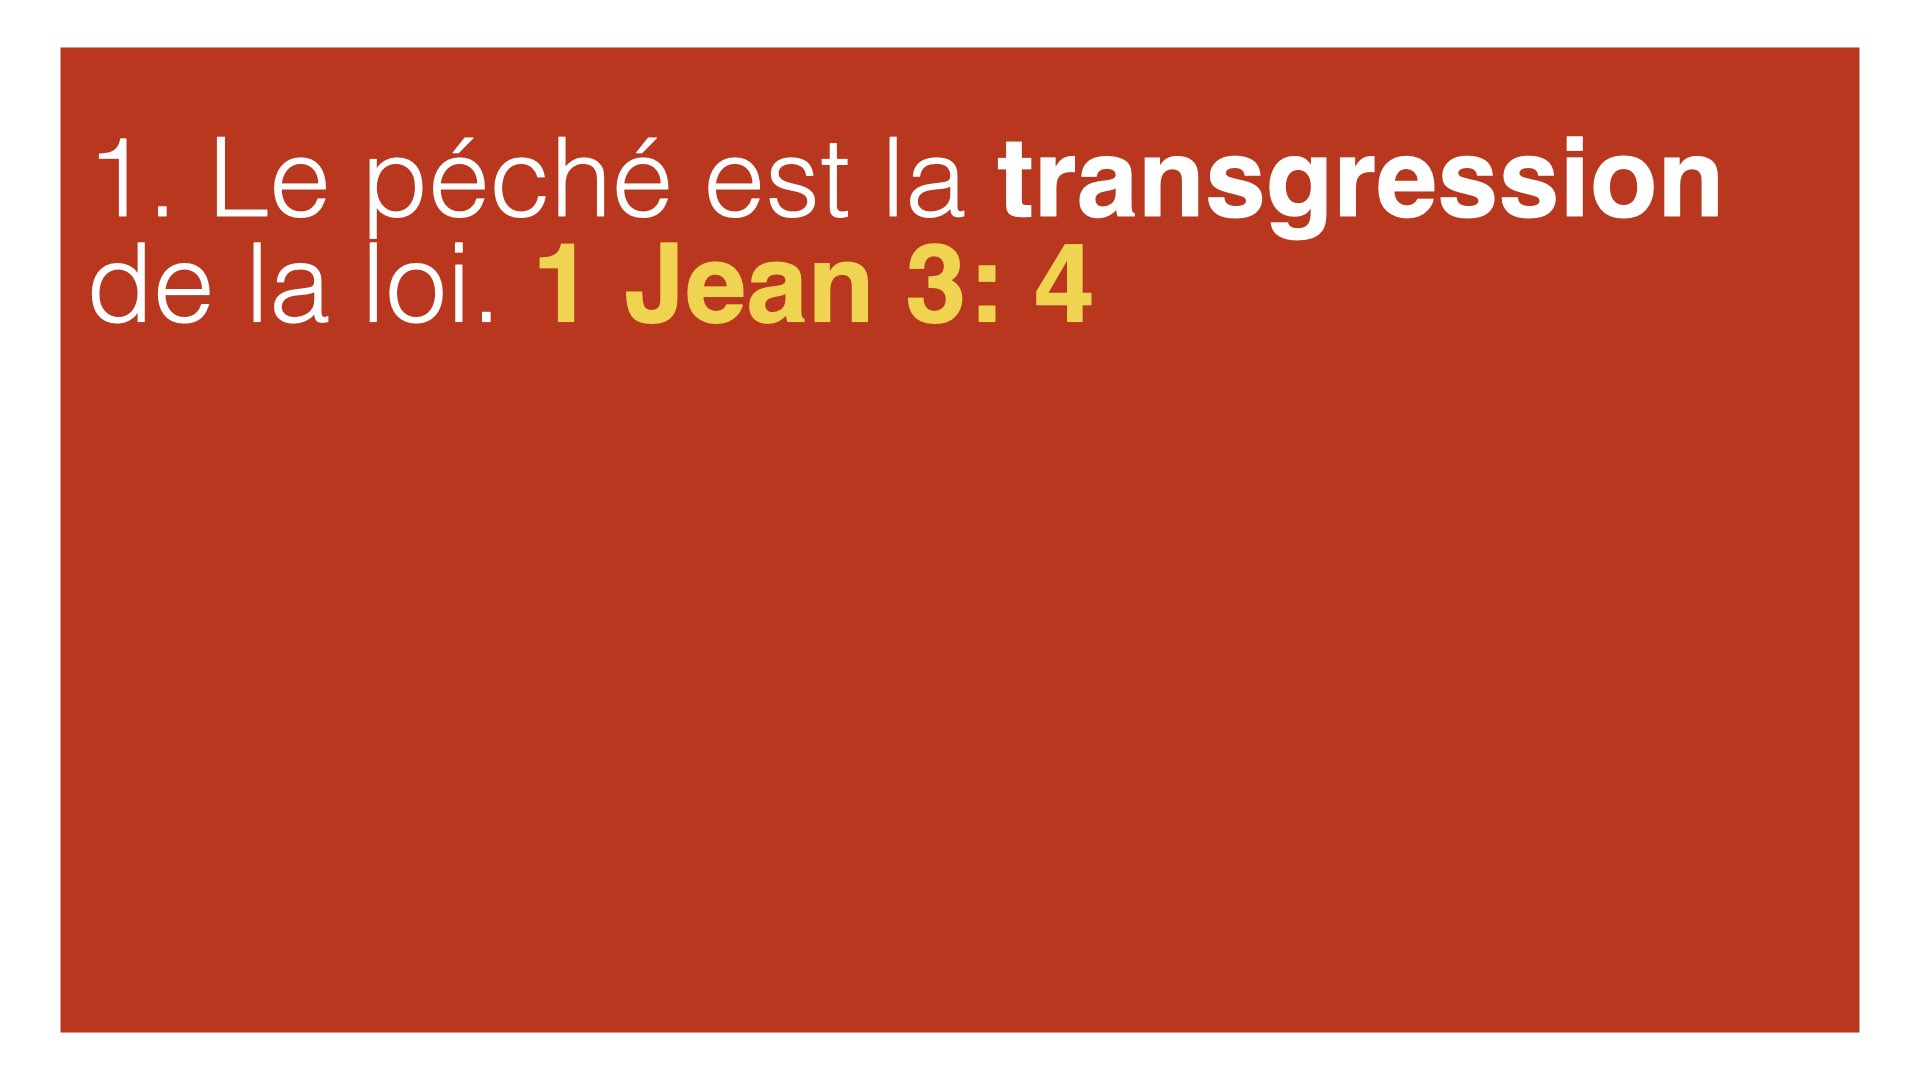 1. Le péché est la transgression
de la loi. 1 Jean 3: 4